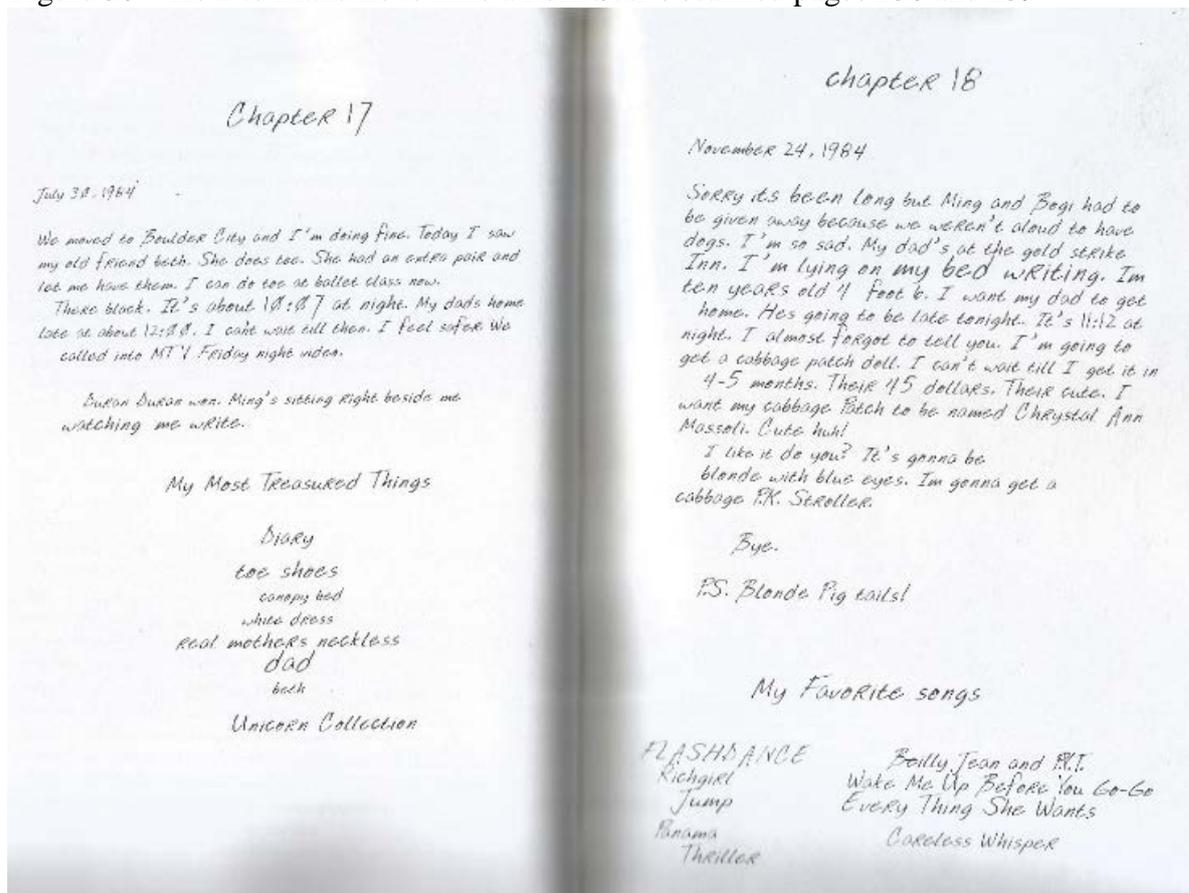 Chapter 17
July 30, 1984
We moved to Boulder City and I'm doing fine. Today I saw
my old friend beth. She does toe. She had an extra pair and
let me have them. I can do toe at ballet class now.
There black. It's about 10:07 at night. My dads home
late at about 12:00. I cant wait till then. I feel safer We
called into MTV Friday night video.
Duran Duran won. Ming's sitting right beside me
watching me write.
My Most Treasured Things
Diary
toe shoes
canopy bed
white dress
real mothers neckless
dad
beth
Unicorn Collection
chapter 18
November 24, 1984
Sorry its been long but Ming and Bogi had to
be given away because we weren't aloud to have
dogs. I'm so sad. My dad's at the gold strike
Inn. I'm lying on my bed writing. Im
ten years old 4 foot 6. I want my dad to get
home. Hes going to be late tonight. It's 11:12 at
night. I almost forgot to tell you. I'm going to
get a cabbage patch doll. I can't wait till I get it in
4-5 months. Their 45 dollars. Their cute. I
want my cabbage Patch to be named Chrystal Ann
Massoli. Cute huh!
I like it do you? It's gonna be
blonde with blue eyes. Im gonna get a
cabbage P.K. Stroller.
Bye.
P.S. Blonde Pig tails!
My Favorite songs
FLASHDANCE
Richgirl
Jump
Panama
Thriller
Beilly Jean and P.Y.T.
Wake Me Up Before You Go-Go
Every Thing She Wants
Careless Whisper